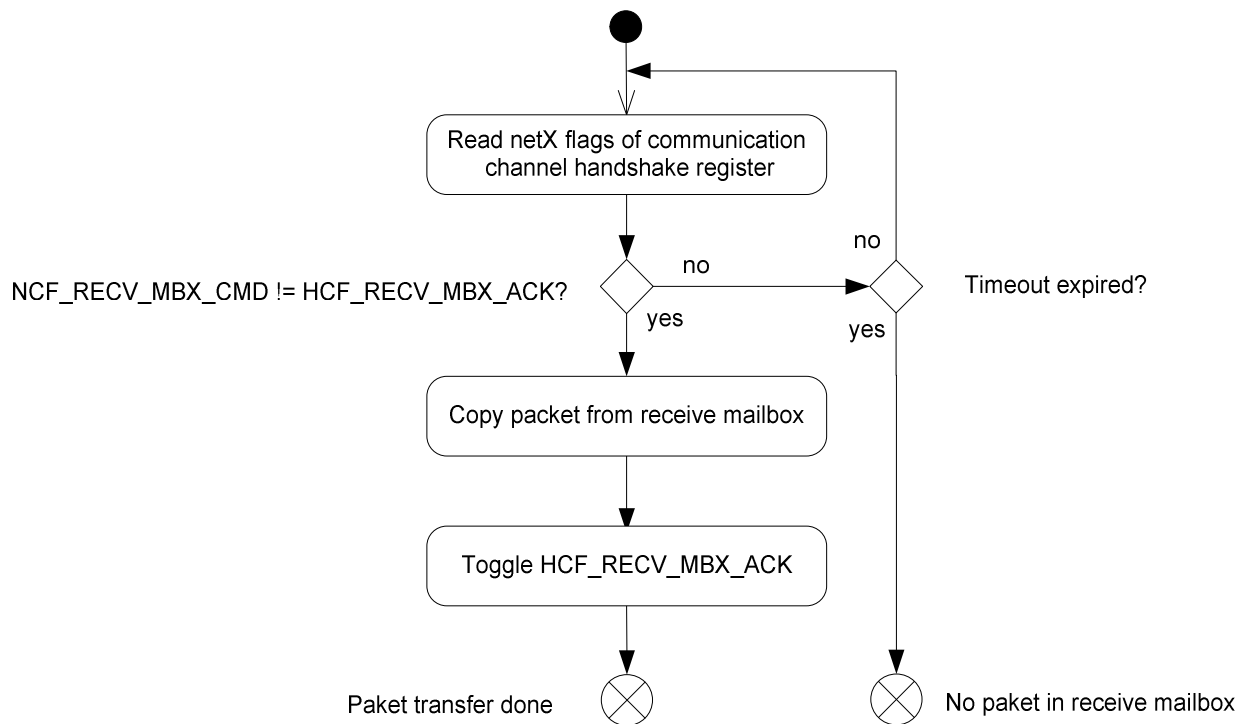 Read netX flags of communication
channel handshake register
no
no
NCF_RECV_MBX_CMD != HCF_RECV_MBX_ACK?
Timeout expired?
yes
yes
Copy packet from receive mailbox
Toggle HCF_RECV_MBX_ACK
Paket transfer done
No paket in receive mailbox